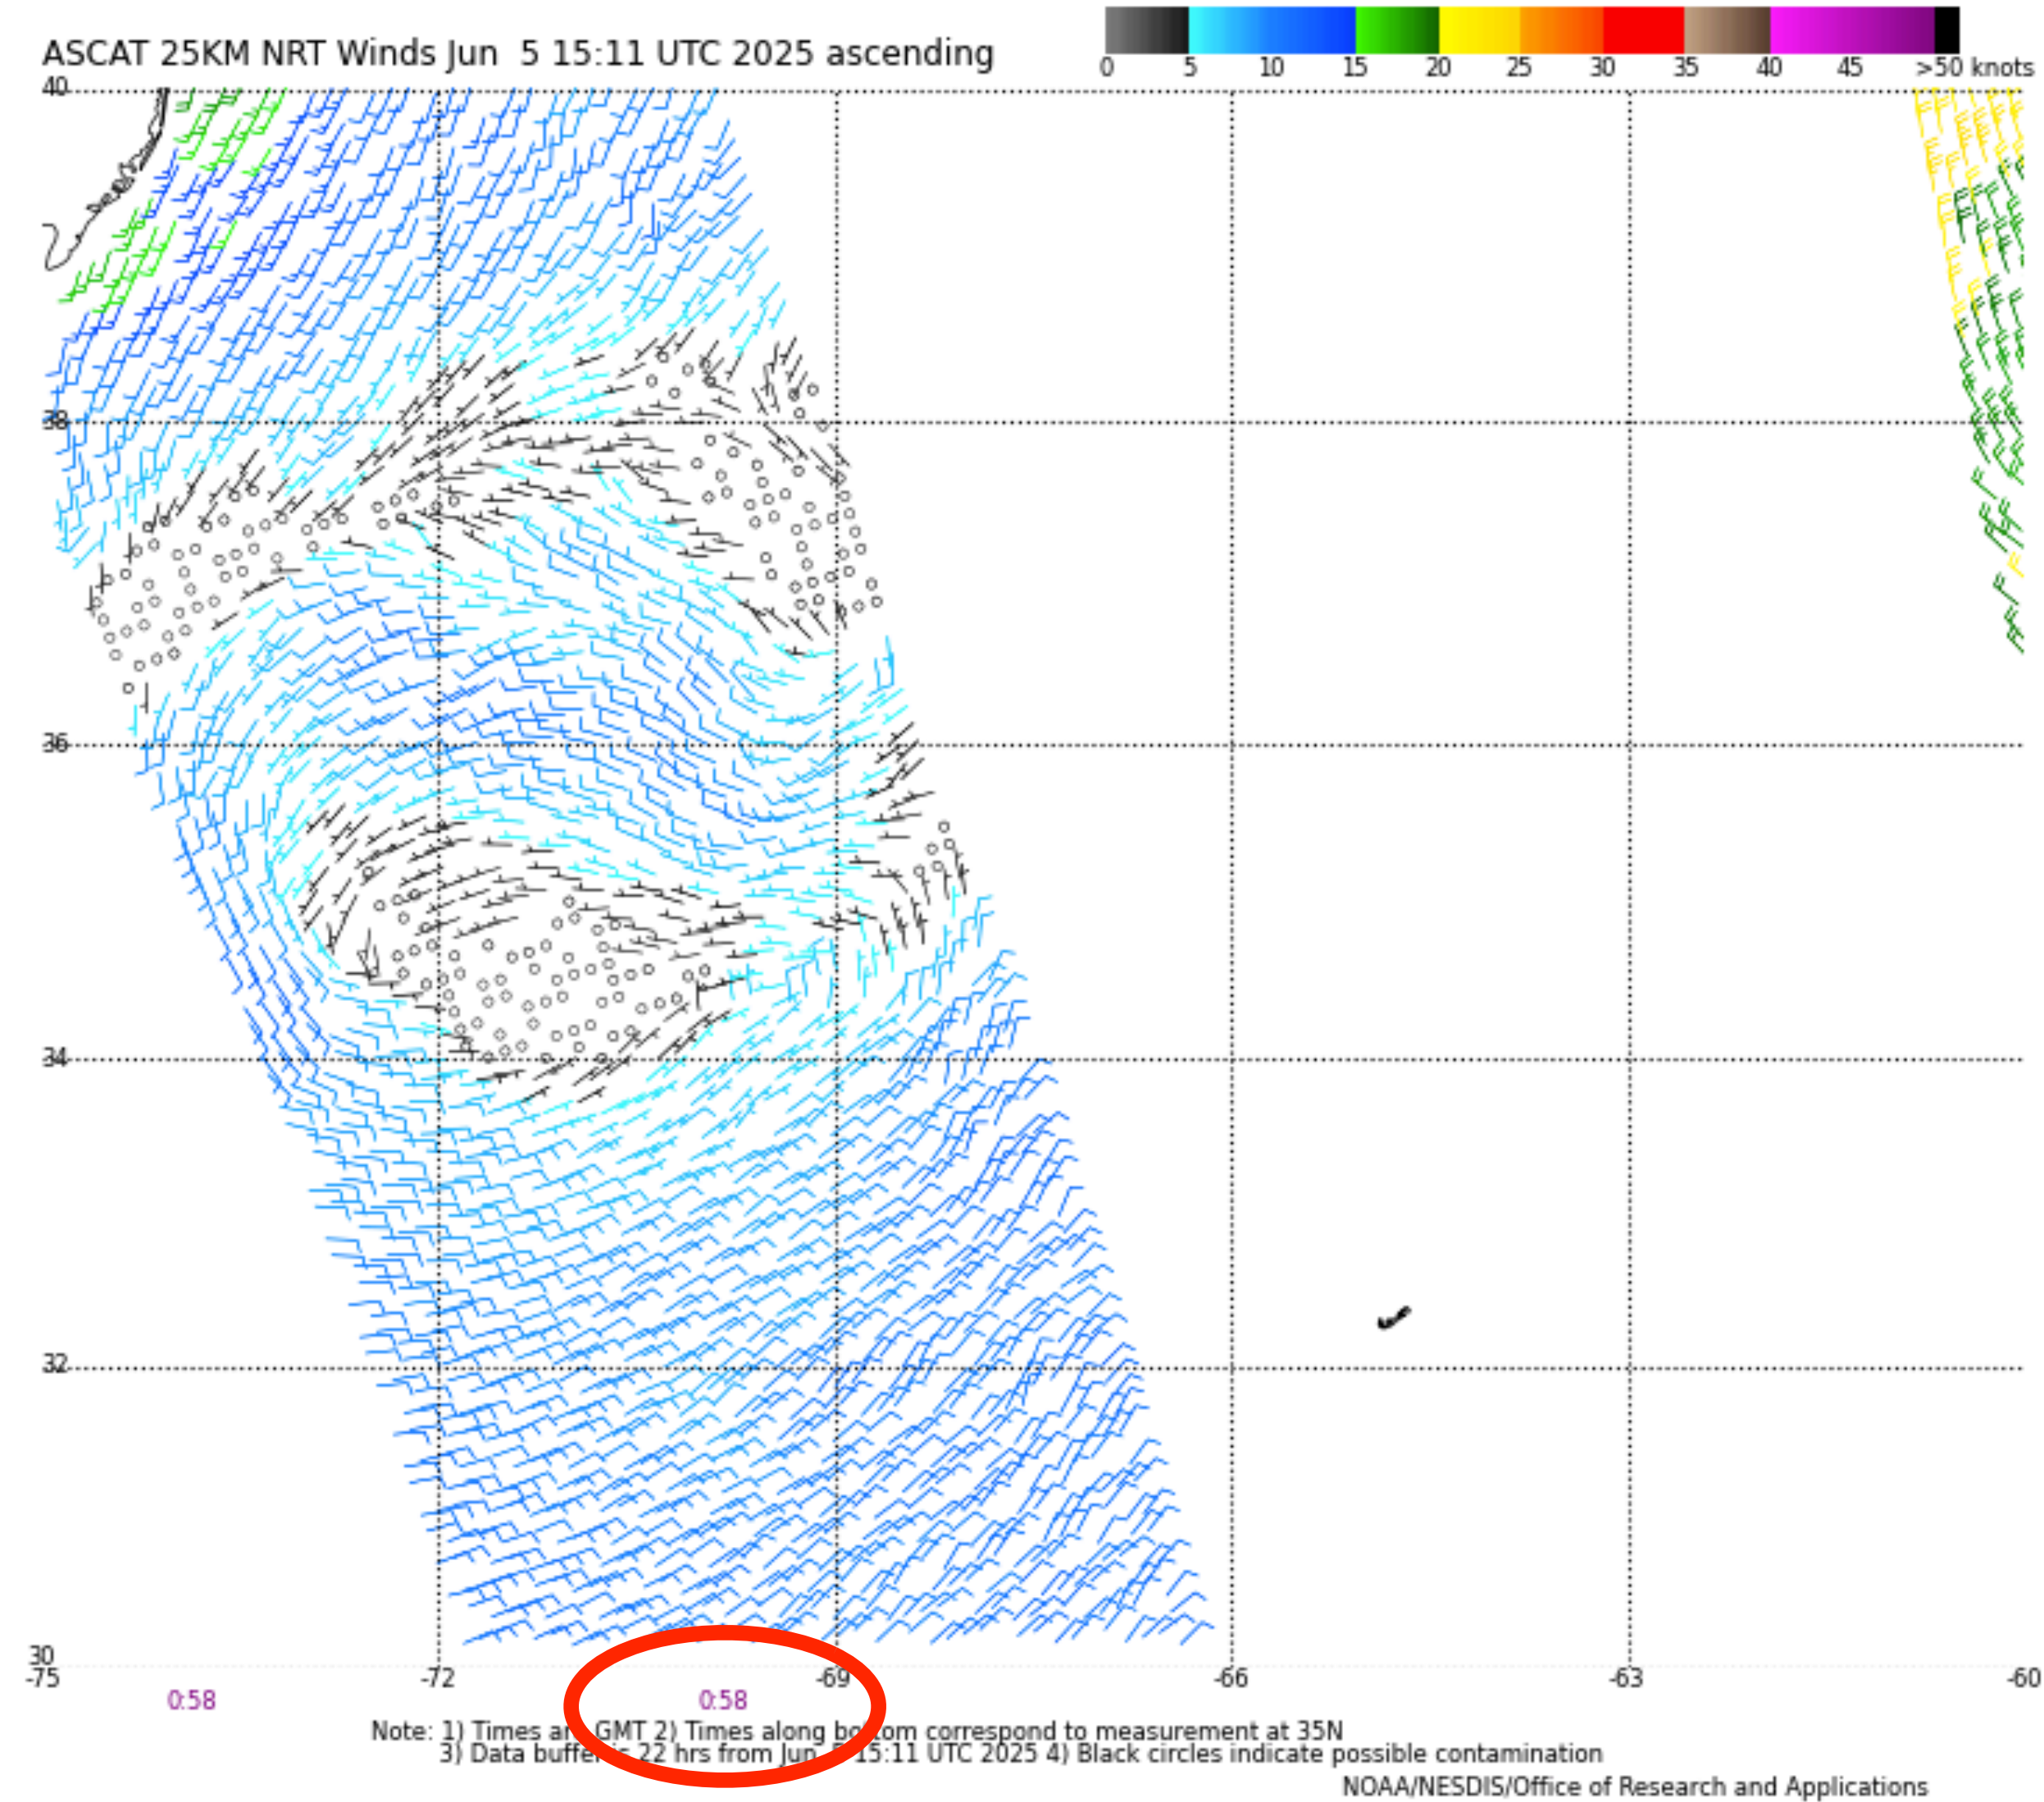 ASCAT 25KM NRT Winds Jun 5 15:11 UTC 2025 ascending
0 5 10 15 20 25 30 35 40 45 >50 knots
40
38
36
34
32
30
-75 -72 -69 -66 -63 -60
0:58 0:58
Note: 1) Times are GMT 2) Times along bottom correspond to measurement at 35N
3) Data buffer is 22 hrs from Jun 5 15:11 UTC 2025 4) Black circles indicate possible contamination
NOAA/NESDIS/Office of Research and Applications